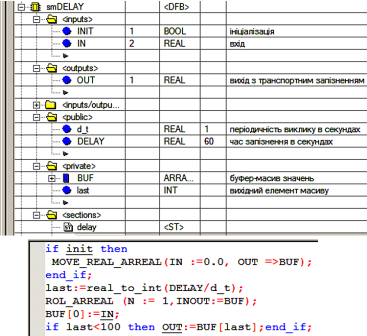 smDELAY <DFB>
<inputs>
INIT 1 BOOL ініціалізація
IN 2 REAL вхід
<outputs>
OUT 1 REAL вихід з транспортним запізненням
<inputs/outpu...
<public>
d_t REAL 1 періодичність виклику в секундах
DELAY REAL 60 час запізнення в секундах
<private>
BUF ARRA... буфер-масив значень
last INT вихідний елемент масиву
<sections>
delay <ST>
if init then
MOVE_REAL_ARREAL(IN :=0.0, OUT =>BUF);
end_if;
last:=real_to_int(DELAY/d_t);
ROL_ARREAL (N := 1,INOUT:=BUF);
BUF[0]:=IN;
if last<100 then OUT:=BUF[last];end_if;